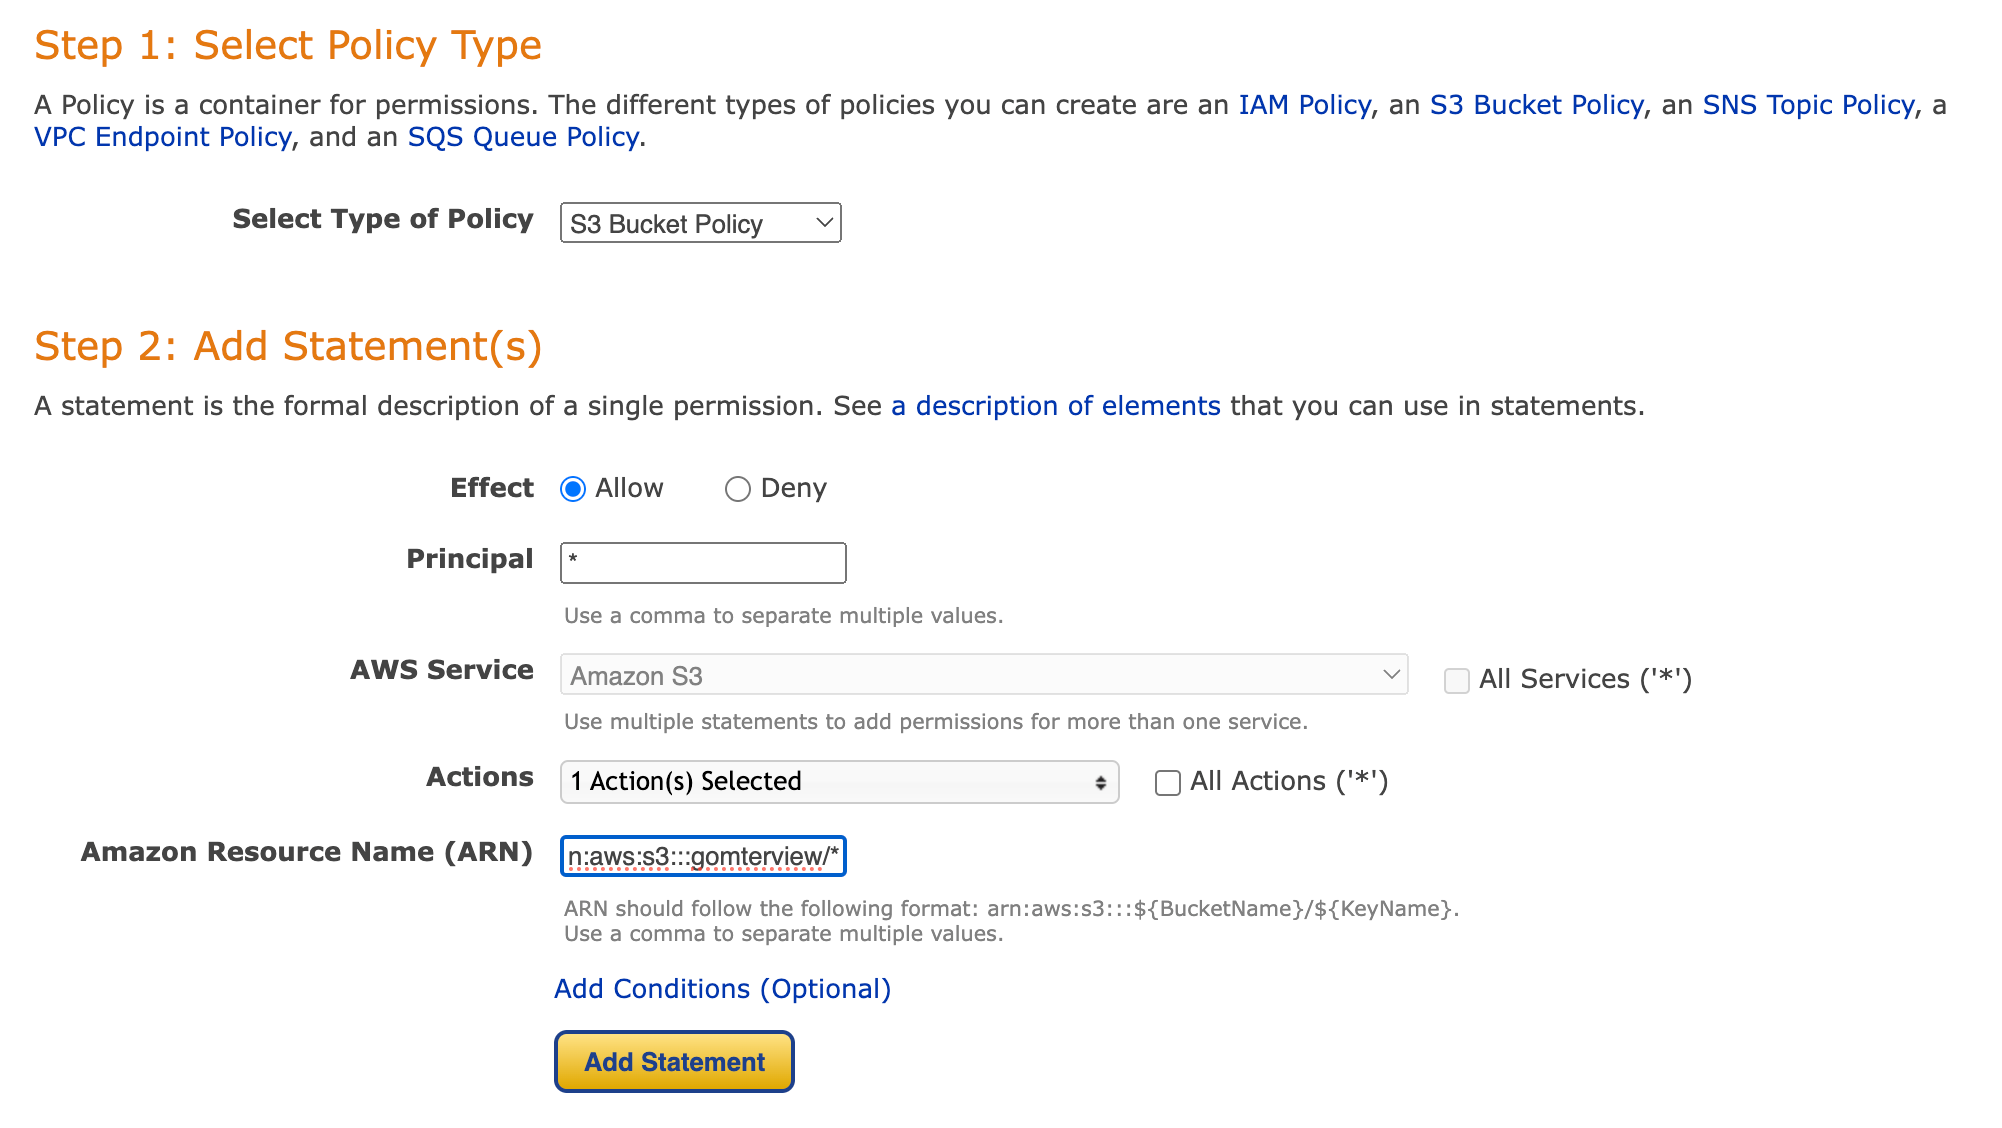 Step 1: Select Policy Type
A Policy is a container for permissions. The different types of policies you can create are an IAM Policy, an S3 Bucket Policy, an SNS Topic Policy, a
VPC Endpoint Policy, and an SQS Queue Policy.
Select Type of Policy S3 Bucket Policy
Step 2: Add Statement(s)
A statement is the formal description of a single permission. See a description of elements that you can use in statements.
Effect Allow Deny
Principal *
Use a comma to separate multiple values.
AWS Service Amazon S3 All Services ('*')
Use multiple statements to add permissions for more than one service.
Actions 1 Action(s) Selected All Actions ('*')
Amazon Resource Name (ARN) n:aws:s3:::gomterview/*
ARN should follow the following format: arn:aws:s3:::${BucketName}/${KeyName}.
Use a comma to separate multiple values.
Add Conditions (Optional)
Add Statement